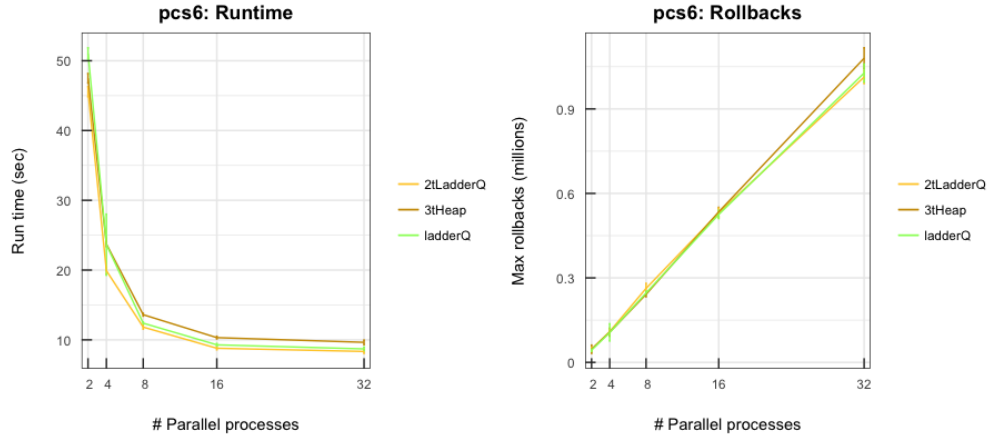 pcs6: Runtime
Run time (sec)
50
40
30
20
10
2 4 8 16 32
# Parallel processes
2tLadderQ
3tHeap
ladderQ
pcs6: Rollbacks
Max rollbacks (millions)
0.9
0.6
0.3
0
2 4 8 16 32
# Parallel processes
2tLadderQ
3tHeap
ladderQ